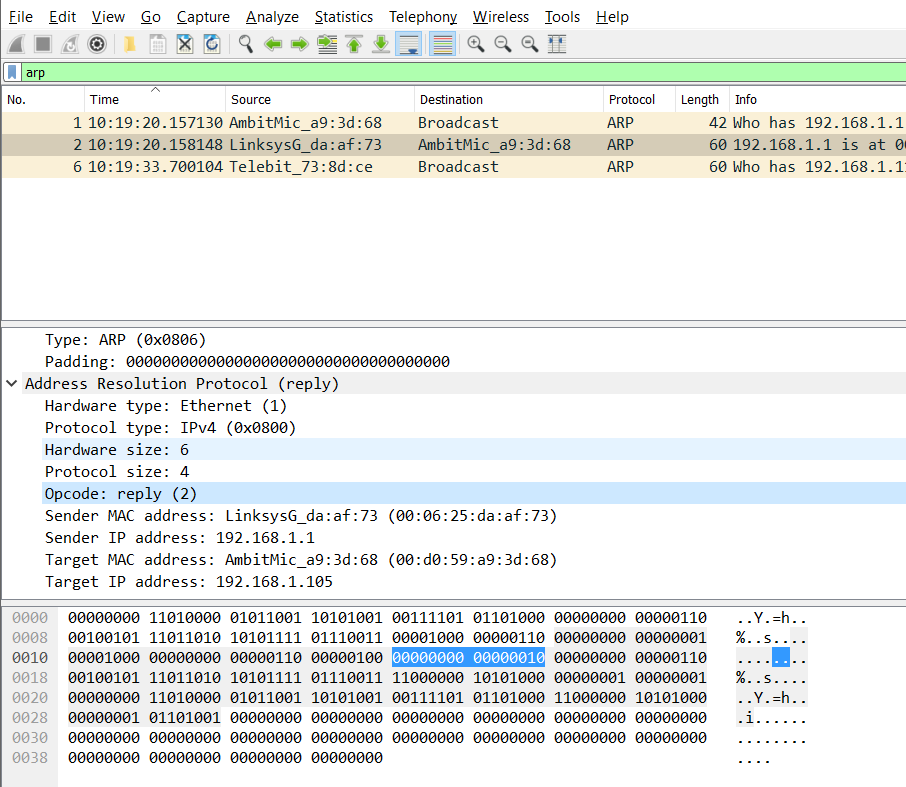 File Edit View Go Capture Analyze Statistics Telephony Wireless Tools Help
arp
No. Time Source Destination Protocol Length Info
1 10:19:20.157130 AmbitMic_a9:3d:68 Broadcast ARP 42 Who has 192.168.1.1
2 10:19:20.158148 LinksysG_da:af:73 AmbitMic_a9:3d:68 ARP 60 192.168.1.1 is at 0
6 10:19:33.700104 Telebit_73:8d:ce Broadcast ARP 60 Who has 192.168.1.1
Type: ARP (0x0806)
Padding: 000000000000000000000000000000000000
Address Resolution Protocol (reply)
Hardware type: Ethernet (1)
Protocol type: IPv4 (0x0800)
Hardware size: 6
Protocol size: 4
Opcode: reply (2)
Sender MAC address: LinksysG_da:af:73 (00:06:25:da:af:73)
Sender IP address: 192.168.1.1
Target MAC address: AmbitMic_a9:3d:68 (00:d0:59:a9:3d:68)
Target IP address: 192.168.1.105
0000 00000000 11010000 01011001 10101001 00111101 01101000 00000000 00000110 ..Y.=h..
0008 00100101 11011010 10101111 01110011 00001000 00000110 00000000 00000001 %..s....
0010 00001000 00000000 00000110 00000100 00000000 00000010 00000000 00000110 ........
0018 00100101 11011010 10101111 01110011 11000000 10101000 00000001 00000001 %..s....
0020 00000000 11010000 01011001 10101001 00111101 01101000 11000000 10101000 ..Y.=h..
0028 00000001 01101001 00000000 00000000 00000000 00000000 00000000 00000000 .i......
0030 00000000 00000000 00000000 00000000 00000000 00000000 00000000 00000000 ........
0038 00000000 00000000 00000000 00000000 ....